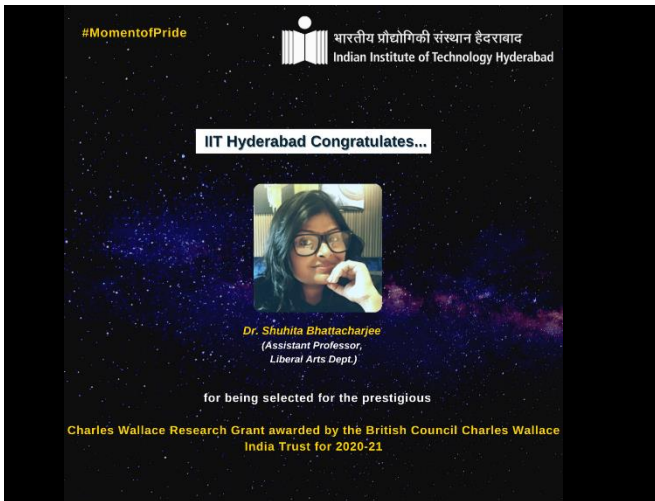 #MomentofPride
भारतीय प्रौद्योगिकी संस्थान हैदराबाद
Indian Institute of Technology Hyderabad
IIT Hyderabad Congratulates...
Dr. Shuhita Bhattacharjee
(Assistant Professor,
Liberal Arts Dept.)
for being selected for the prestigious
Charles Wallace Research Grant awarded by the British Council Charles Wallace
India Trust for 2020-21